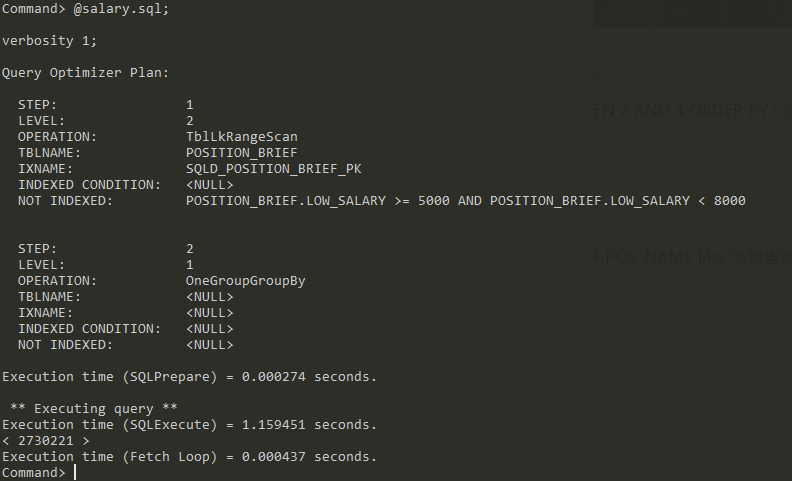 Command> @salary.sql;
verbosity 1;
Query Optimizer Plan:
STEP: 1
LEVEL: 2
OPERATION: TblLkRangeScan
TBLNAME: POSITION_BRIEF
IXNAME: SQLD_POSITION_BRIEF_PK
INDEXED CONDITION: <NULL>
NOT INDEXED: POSITION_BRIEF.LOW_SALARY >= 5000 AND POSITION_BRIEF.LOW_SALARY < 8000
STEP: 2
LEVEL: 1
OPERATION: OneGroupGroupBy
TBLNAME: <NULL>
IXNAME: <NULL>
INDEXED CONDITION: <NULL>
NOT INDEXED: <NULL>
Execution time (SQLPrepare) = 0.000274 seconds.
** Executing query **
Execution time (SQLExecute) = 1.159451 seconds.
< 2730221 >
Execution time (Fetch Loop) = 0.000437 seconds.
Command>
EN 2 AND 4 ORDER BY
F.POS_NAME like '%销售